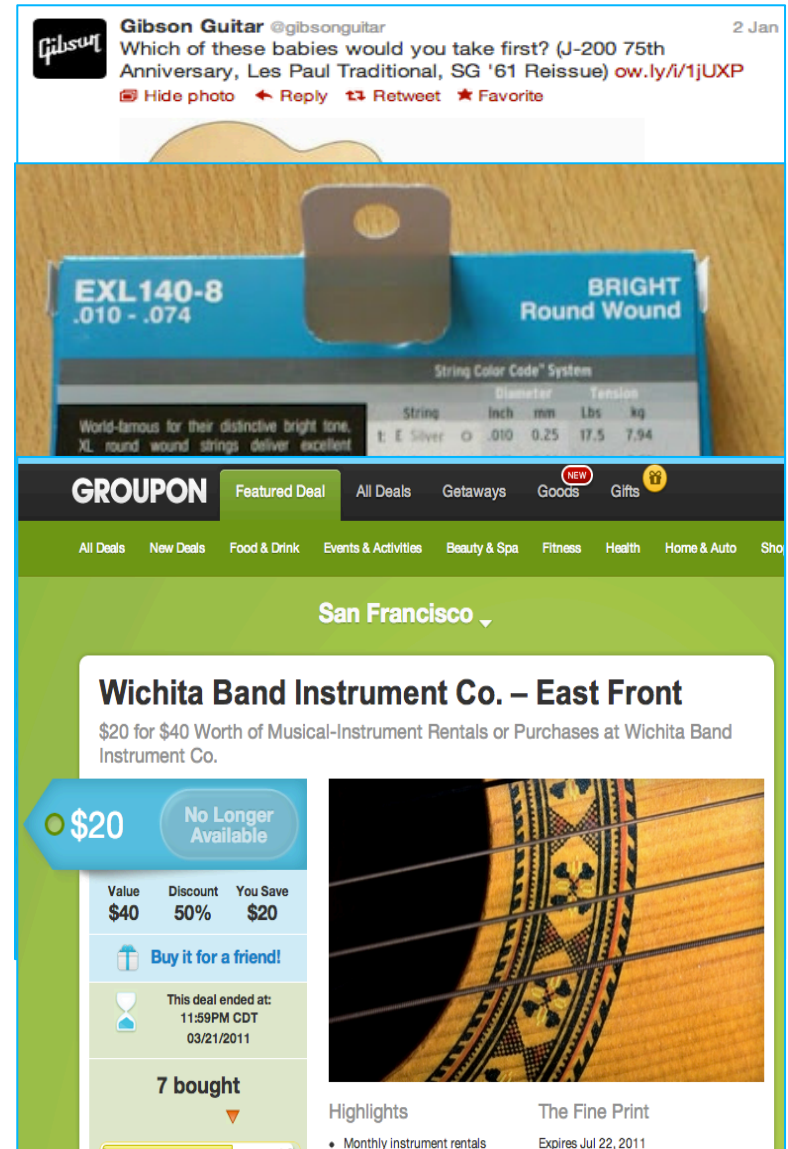 Gibson
Gibson Guitar @gibsonguitar 2 Jan
Which of these babies would you take first? (J-200 75th
Anniversary, Les Paul Traditional, SG '61 Reissue) ow.ly/i/1jUXP
Hide photo Reply Retweet Favorite
EXL140-8
.010 - .074
BRIGHT
Round Wound
String Color Code™ System
Diameter Tension
String Inch mm Lbs kg
1: E Silver .010 0.25 17.5 7.94
World-famous for their distinctive bright tone,
XL round wound strings deliver excellent
GROUPON Featured Deal All Deals Getaways Goods NEW Gifts
All Deals New Deals Food & Drink Events & Activities Beauty & Spa Fitness Health Home & Auto Sho
San Francisco
Wichita Band Instrument Co. – East Front
$20 for $40 Worth of Musical-Instrument Rentals or Purchases at Wichita Band
Instrument Co.
$20 No Longer
Available
Value Discount You Save
$40 50% $20
Buy it for a friend!
This deal ended at:
11:59PM CDT
03/21/2011
7 bought
Highlights
• Monthly instrument rentals
The Fine Print
Expires Jul 22, 2011